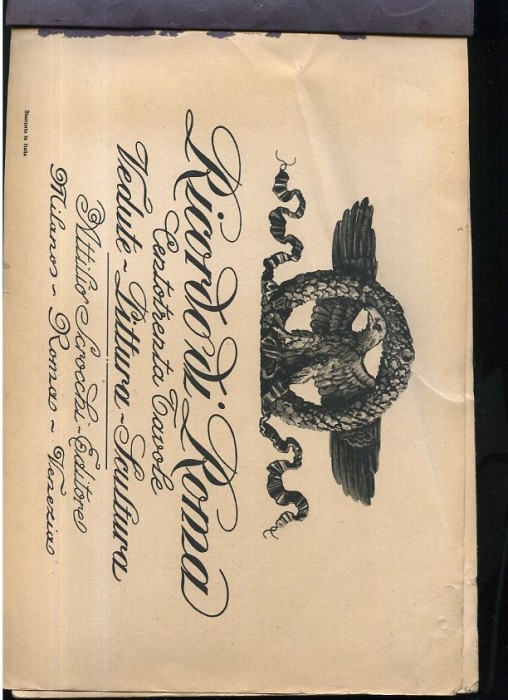 Ricordo di Roma
Centotrenta Tavole
Vedute - Pittura - Scultura
Attilio Scrocchi - Editore
Milano - Roma - Venezia
Stampato in Italia